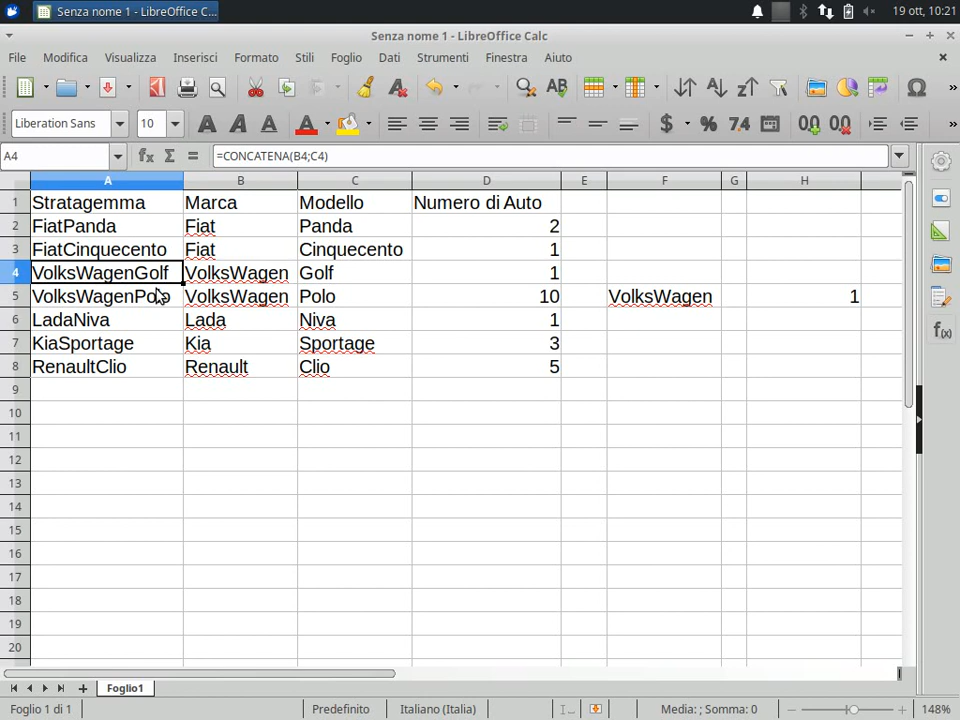 Senza nome 1 - LibreOffice C...
19 ott, 10:21
Senza nome 1 - LibreOffice Calc
File Modifica Visualizza Inserisci Formato Stili Foglio Dati Strumenti Finestra Aiuto
Liberation Sans 10
A4 =CONCATENA(B4;C4)
A B C D E F G H
1 Stratagemma Marca Modello Numero di Auto
2 FiatPanda Fiat Panda 2
3 FiatCinquecento Fiat Cinquecento 1
4 VolksWagenGolf VolksWagen Golf 1
5 VolksWagenPolo VolksWagen Polo 10 VolksWagen 1
6 LadaNiva Lada Niva 1
7 KiaSportage Kia Sportage 3
8 RenaultClio Renault Clio 5
9
10
11
12
13
14
15
16
17
18
19
20
Foglio1
Foglio 1 di 1 Predefinito Italiano (Italia) Media: ; Somma: 0 148%